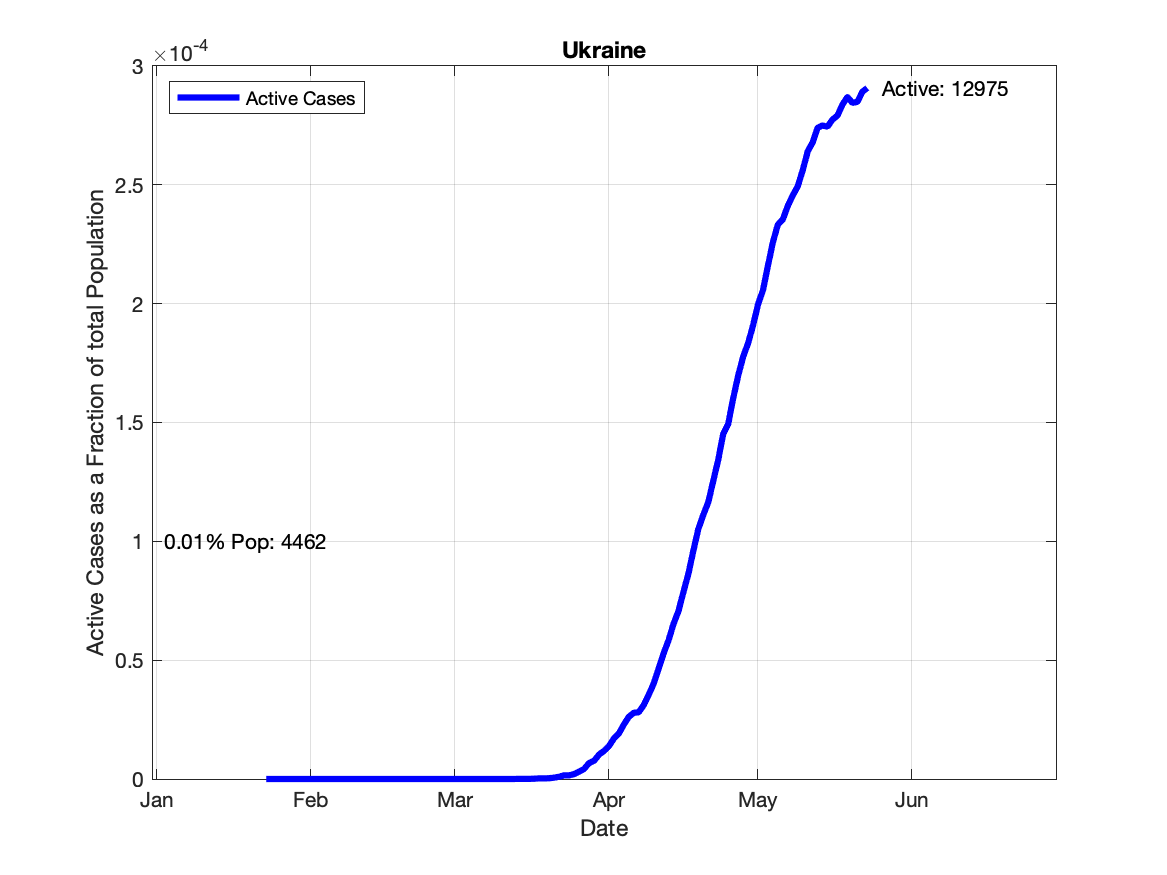 Ukraine
×10⁻⁴
3
2.5
2
1.5
1
0.5
0
Active Cases as a Fraction of total Population
Active Cases
Active: 12975
0.01% Pop: 4462
Jan Feb Mar Apr May Jun
Date